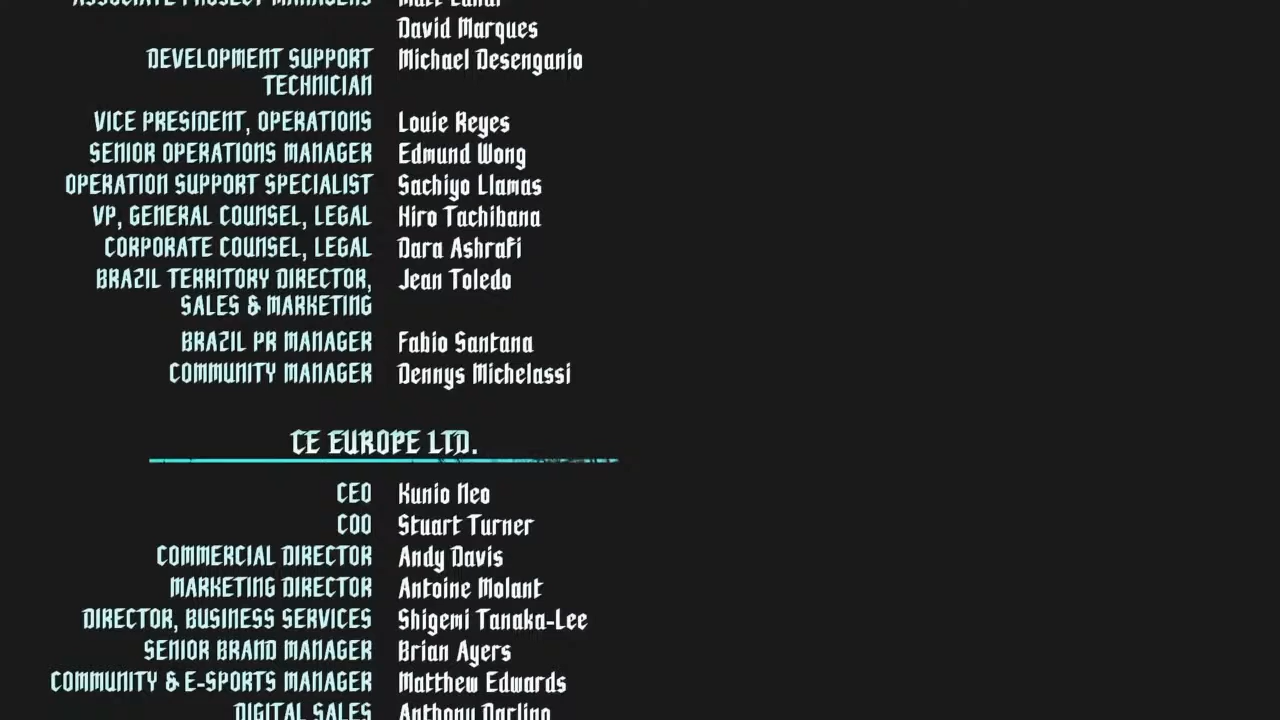 ASSOCIATE PROJECT MANAGERS
David Marques
DEVELOPMENT SUPPORT Michael Desenganio
TECHNICIAN
VICE PRESIDENT, OPERATIONS Louie Reyes
SENIOR OPERATIONS MANAGER Edmund Wong
OPERATION SUPPORT SPECIALIST Sachiyo Llamas
VP, GENERAL COUNSEL, LEGAL Hiro Tachibana
CORPORATE COUNSEL, LEGAL Dara Ashrafi
BRAZIL TERRITORY DIRECTOR, Jean Toledo
SALES & MARKETING
BRAZIL PR MANAGER Fabio Santana
COMMUNITY MANAGER Dennys Michelassi
CE EUROPE LTD.
CEO Kunio Neo
COO Stuart Turner
COMMERCIAL DIRECTOR Andy Davis
MARKETING DIRECTOR Antoine Molant
DIRECTOR, BUSINESS SERVICES Shigemi Tanaka-Lee
SENIOR BRAND MANAGER Brian Ayers
COMMUNITY & E-SPORTS MANAGER Matthew Edwards
DIGITAL SALES Anthony Darling